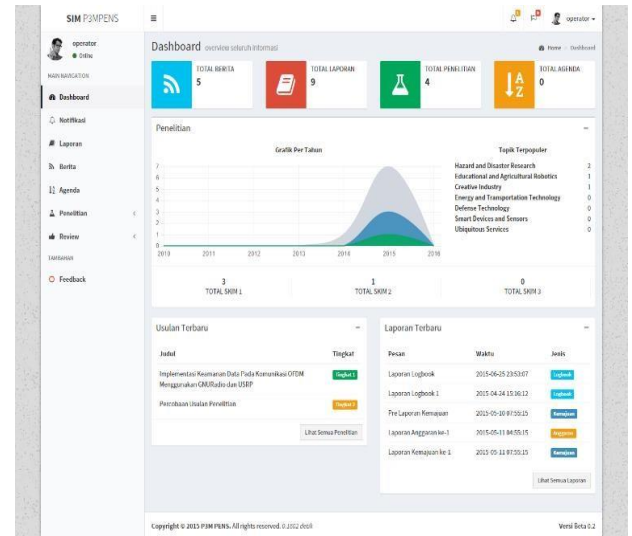 SIM P3MPENS
operator
operator
Online
MAIN NAVIGATION
Dashboard
Notifikasi
Laporan
Berita
Agenda
Penelitian
Review
TAMBAHAN
Feedback
Dashboard overview seluruh informasi
Home
Dashboard
TOTAL BERITA
5
TOTAL LAPORAN
9
TOTAL PENELITIAN
4
TOTAL AGENDA
0
Penelitian
Grafik Per Tahun
7
6
5
4
3
2
1
0
2010 2011 2012 2013 2014 2015 2016
Topik Terpopuler
Hazard and Disaster Research 2
Educational and Agricultural Robotics 1
Creative Industry 1
Energy and Transportation Technology 0
Defense Technology 0
Smart Devices and Sensors 0
Ubiquitous Services 0
3
TOTAL SKIM 1
1
TOTAL SKIM 2
0
TOTAL SKIM 3
Usulan Terbaru
Judul Tingkat
Implementasi Keamanan Data Pada Komunikasi OFDM Tingkat 1
Menggunakan GNURadio dan USRP
Percobaan Usulan Penelitian
Lihat Semua Penelitian
Laporan Terbaru
Pesan Waktu Jenis
Laporan Logbook 2015-06-25 23:53:07 Logbook
Laporan Logbook 1 2015-04-24 15:16:12 Logbook
Pre Laporan Kemajuan 2015-05-10 07:55:15 Kemajuan
Laporan Anggaran ke-1 2015-05-11 04:55:15 Anggaran
Laporan Kemajuan ke-1 2015-05-11 07:55:15 Kemajuan
Lihat Semua Laporan
Copyright © 2015 P3M PENS. All rights reserved. 0.1002 detik
Versi Beta 0.2